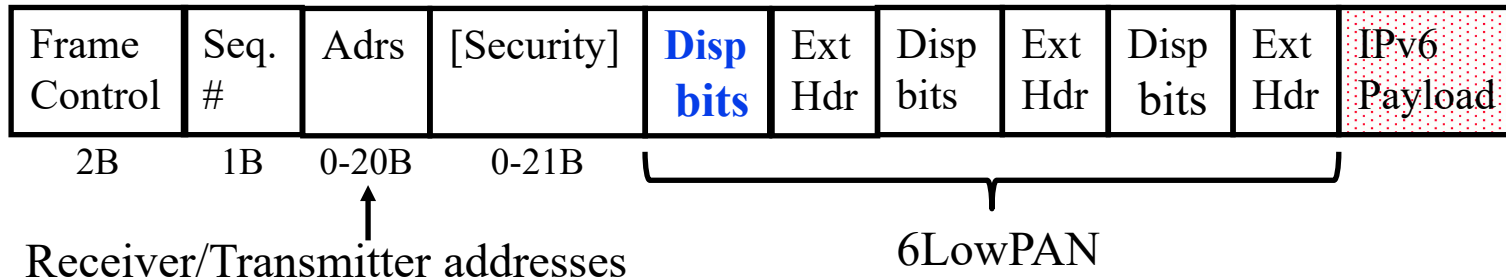 Frame Seq. Adrs [Security] Disp Ext Disp Ext Disp Ext IPv6
Control # bits Hdr bits Hdr bits Hdr Payload
2B 1B 0-20B 0-21B
Receiver/Transmitter addresses 6LowPAN